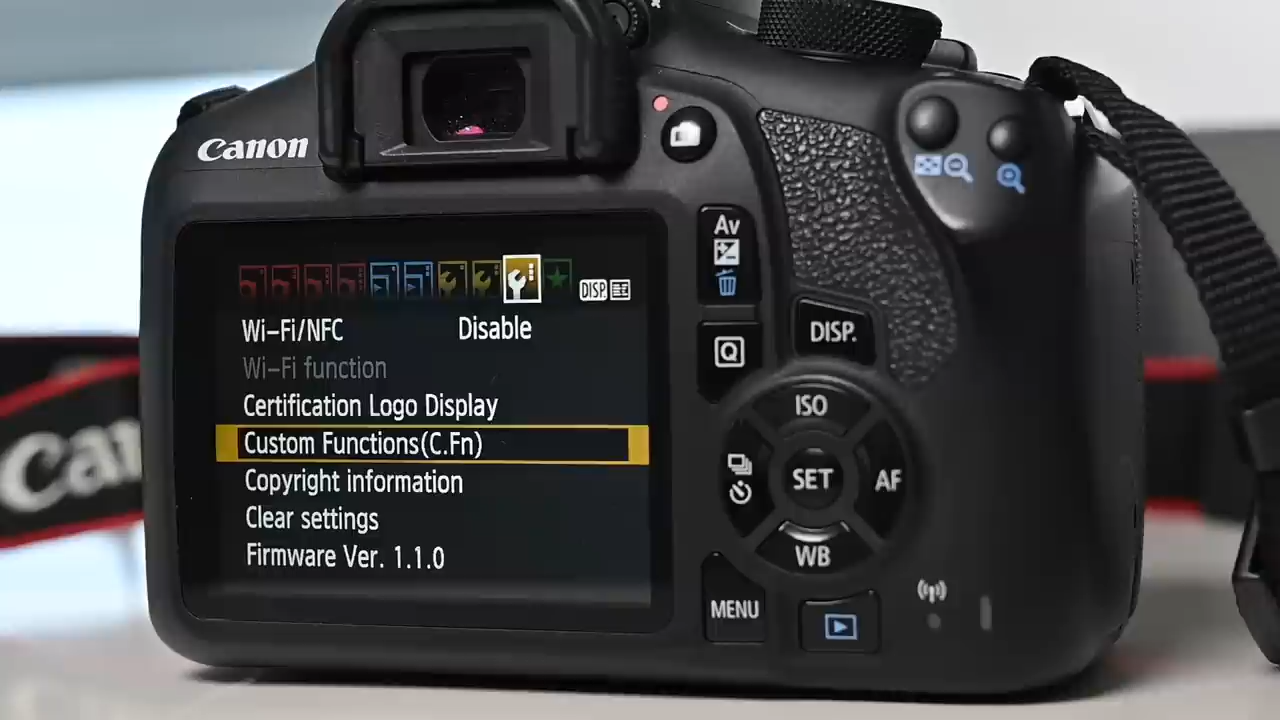 Canon
Av
DISP.
Wi-Fi/NFC Disable
Wi-Fi function
Certification Logo Display
Custom Functions(C.Fn)
Copyright information
Clear settings
Firmware Ver. 1.1.0
Q
DISP.
ISO
SET
AF
WB
MENU
Can